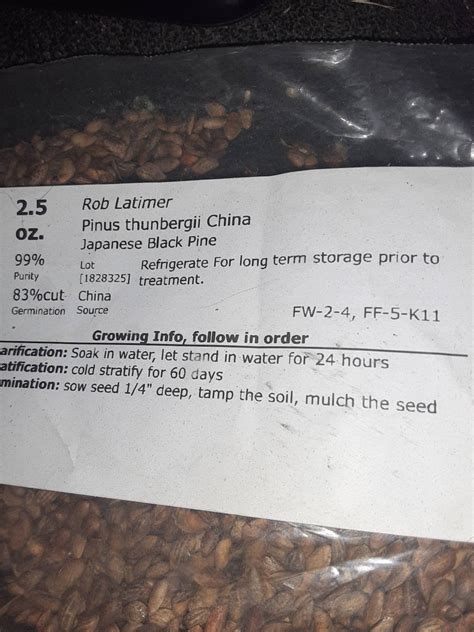 2.5 Rob Latimer
oz. Pinus thunbergii China
Japanese Black Pine
99% Lot Refrigerate For long term storage prior to
Purity [1828325] treatment.
83%cut China
Germination Source FW-2-4, FF-5-K11
Growing Info, follow in order
arification: Soak in water, let stand in water for 24 hours
atification: cold stratify for 60 days
mination: sow seed 1/4" deep, tamp the soil, mulch the seed